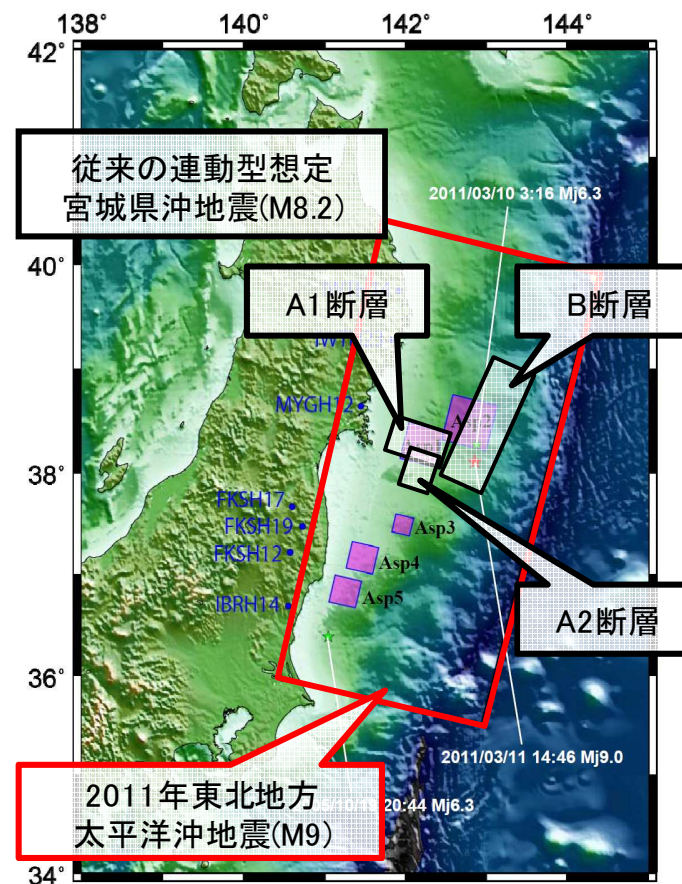 138°
140°
142°
144°
42°
従来の連動型想定
宮城県沖地震(M8.2)
2011/03/10 3:16 Mj6.3
40°
A1断層
B断層
MYGH12
38°
FKSH17
FKSH19
FKSH12
IBRH14
Asp3
Asp4
Asp5
A2断層
36°
2011/03/11 14:46 Mj9.0
2011年東北地方
太平洋沖地震(M9)
20:44 Mj6.3
34°